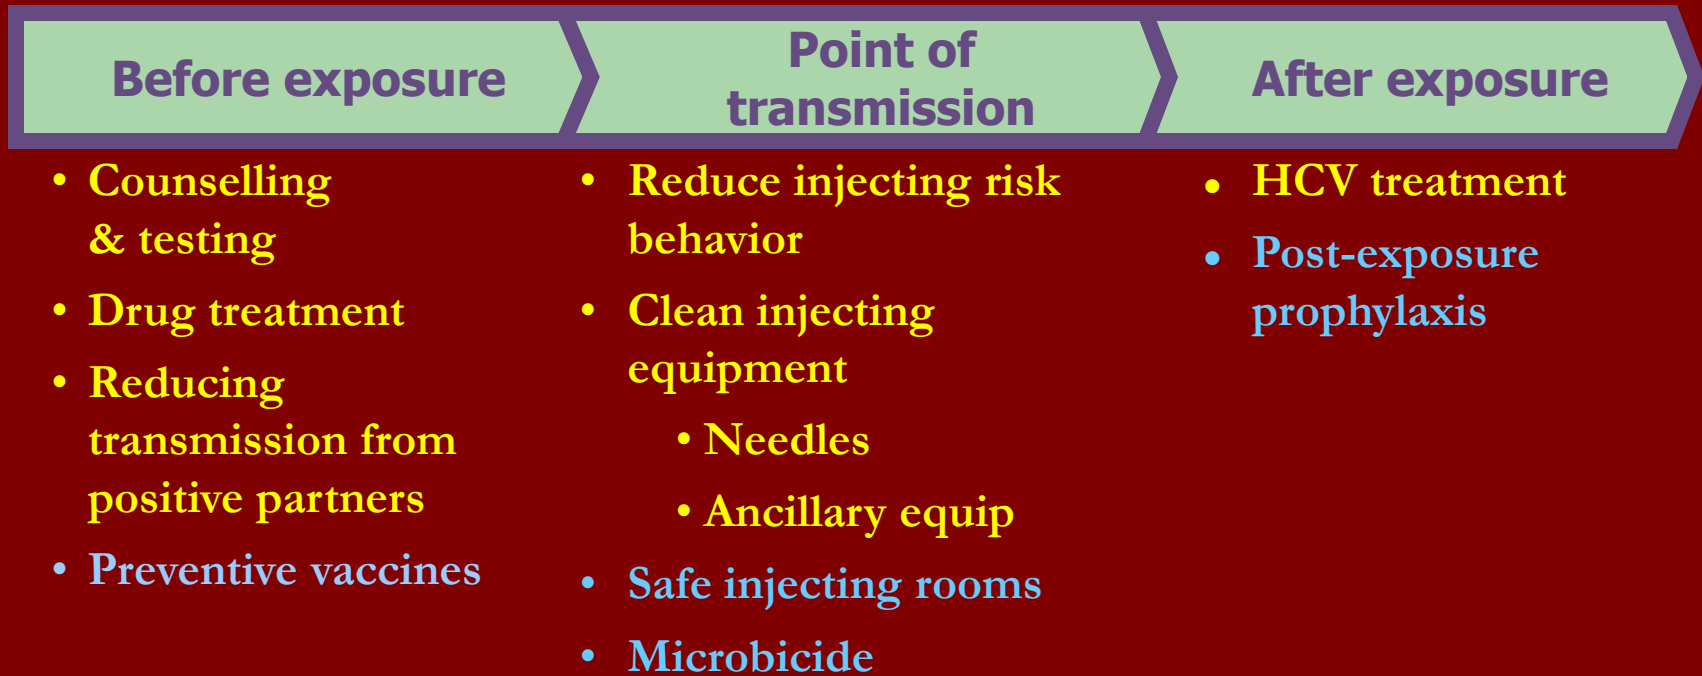 Before exposure
Point of
transmission
After exposure
• Counselling
& testing
• Drug treatment
• Reducing
transmission from
positive partners
• Preventive vaccines
• Reduce injecting risk
behavior
• Clean injecting
equipment
• Needles
• Ancillary equip
• Safe injecting rooms
• Microbicide
• HCV treatment
• Post-exposure
prophylaxis